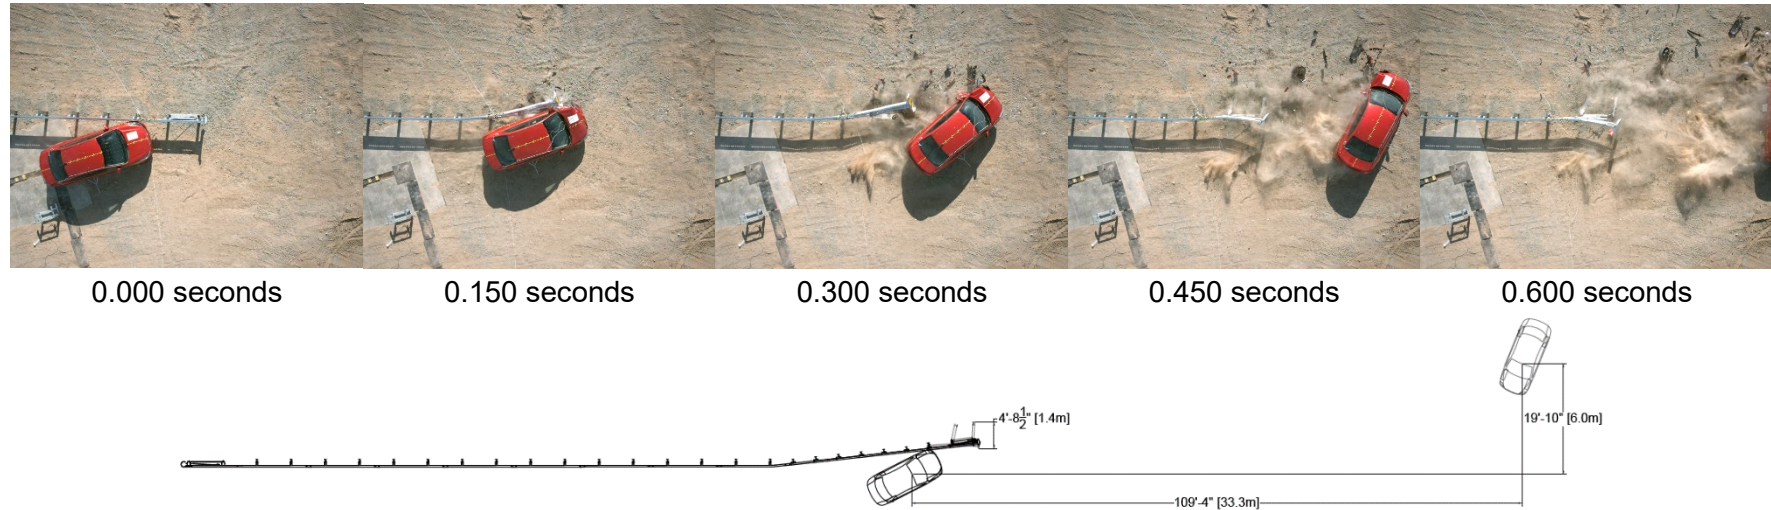 0.000 seconds
0.150 seconds
0.300 seconds
0.450 seconds
0.600 seconds
4'-8½" [1.4m]
19'-10" [6.0m]
109'-4" [33.3m]